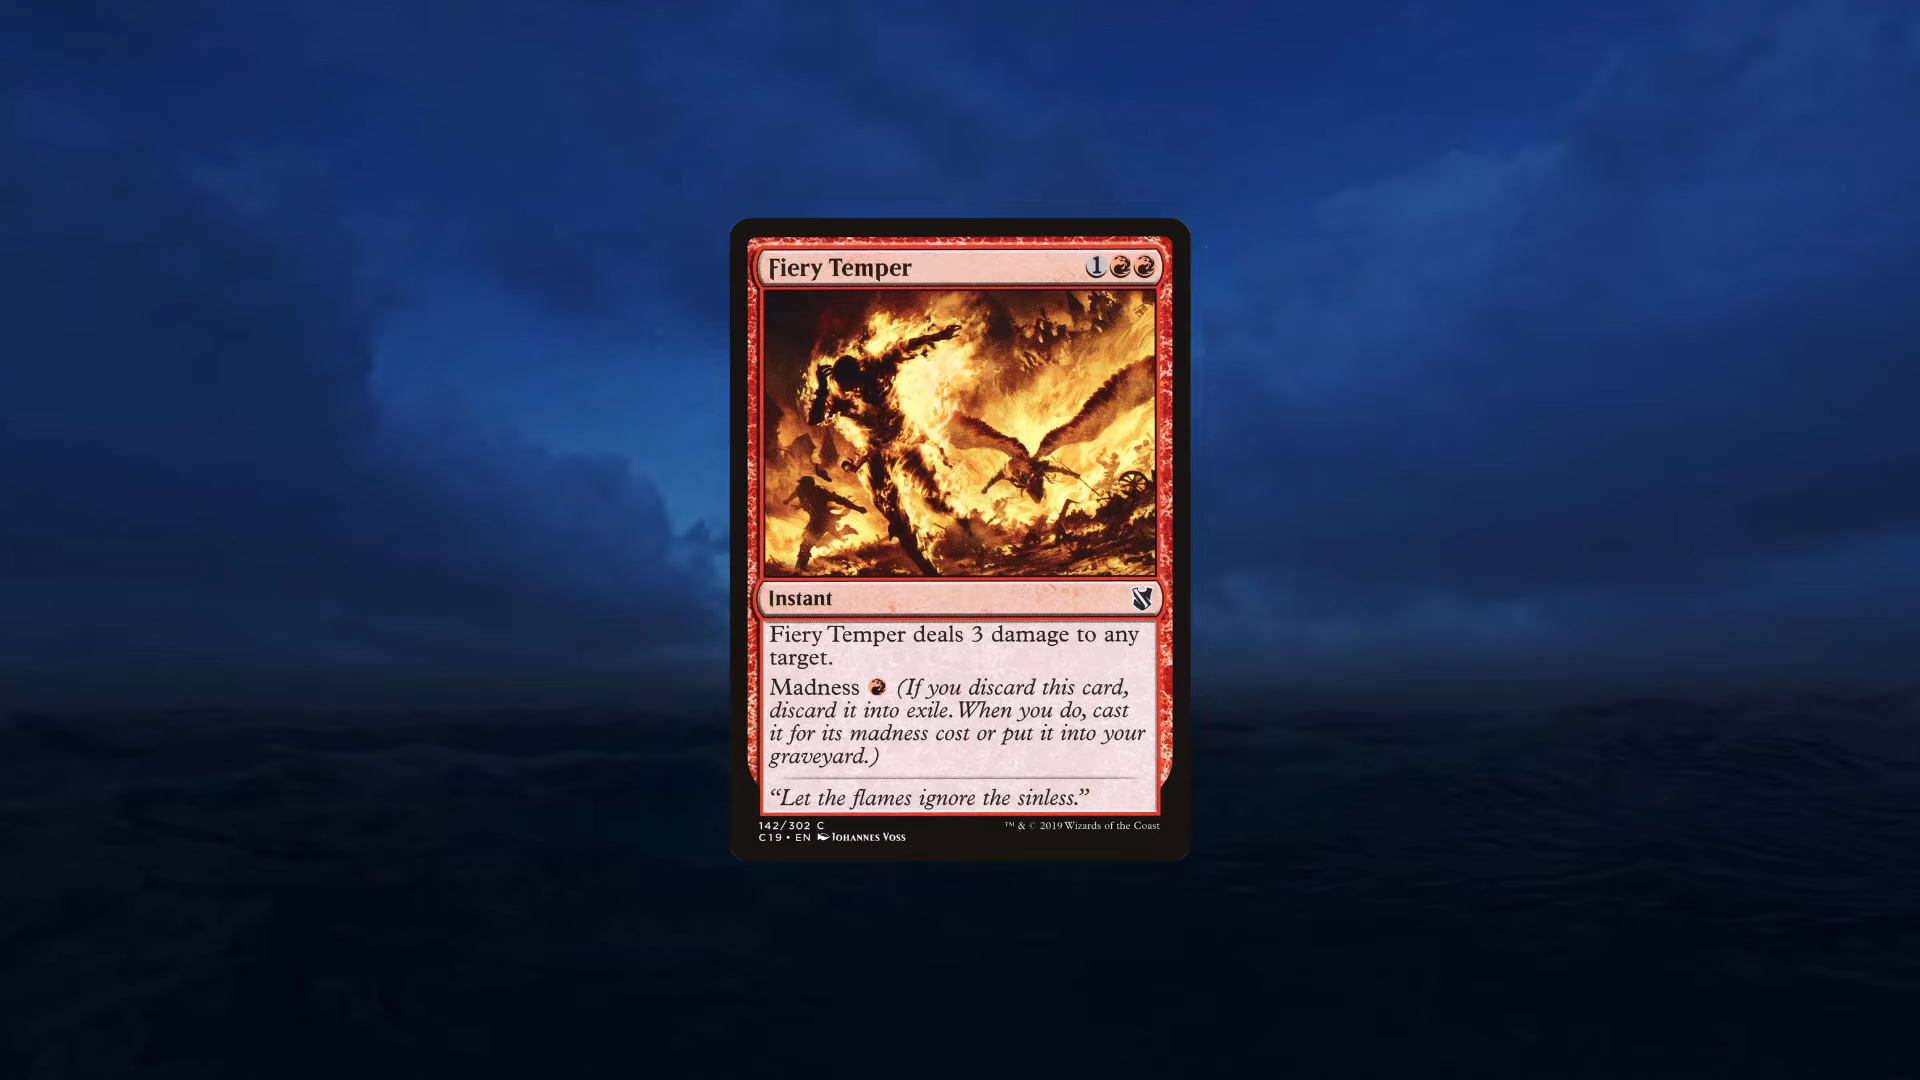 Fiery Temper 1
Instant
Fiery Temper deals 3 damage to any
target.
Madness (If you discard this card,
discard it into exile. When you do, cast
it for its madness cost or put it into your
graveyard.)
“Let the flames ignore the sinless.”
142/302 C
C19 • EN Johannes Voss
™ & © 2019 Wizards of the Coast